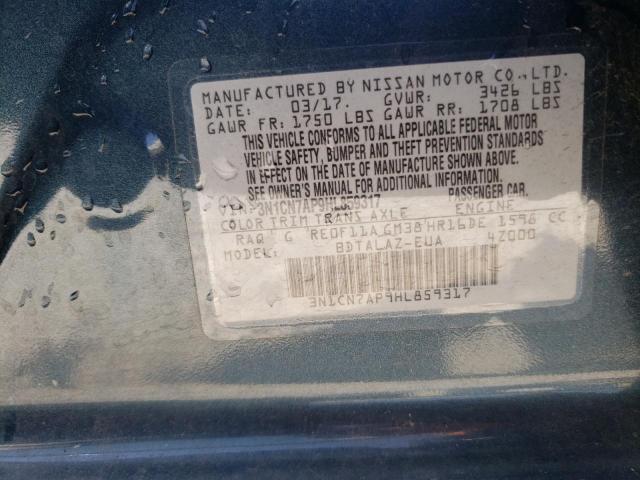 MANUFACTURED BY NISSAN MOTOR CO., LTD.
DATE: 03/17. GVWR: 3426 LBS
GAWR FR: 1750 LBS GAWR RR: 1708 LBS
THIS VEHICLE CONFORMS TO ALL APPLICABLE FEDERAL MOTOR
VEHICLE SAFETY, BUMPER AND THEFT PREVENTION STANDARDS
IN EFFECT ON THE DATE OF MANUFACTURE SHOWN ABOVE.
SEE OWNER'S MANUAL FOR ADDITIONAL INFORMATION.
VIN: 3N1CN7AP9HL859317 PASSENGER CAR.
COLOR TRIM TRANS AXLE ENGINE
RAQ G RE0F11A GM38 HR16DE 1598 CC
MODEL: BDTALAZ-EUA 4Z000
3N1CN7AP9HL859317